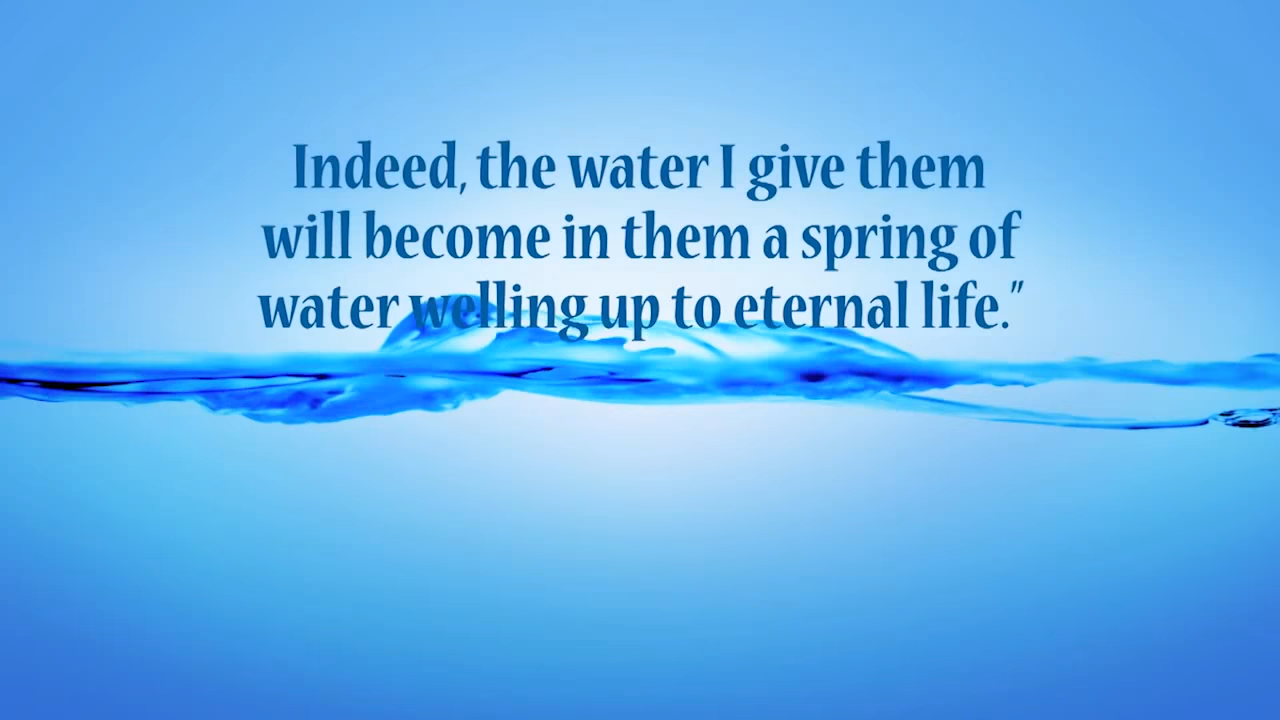 Indeed, the water I give them
will become in them a spring of
water welling up to eternal life.”